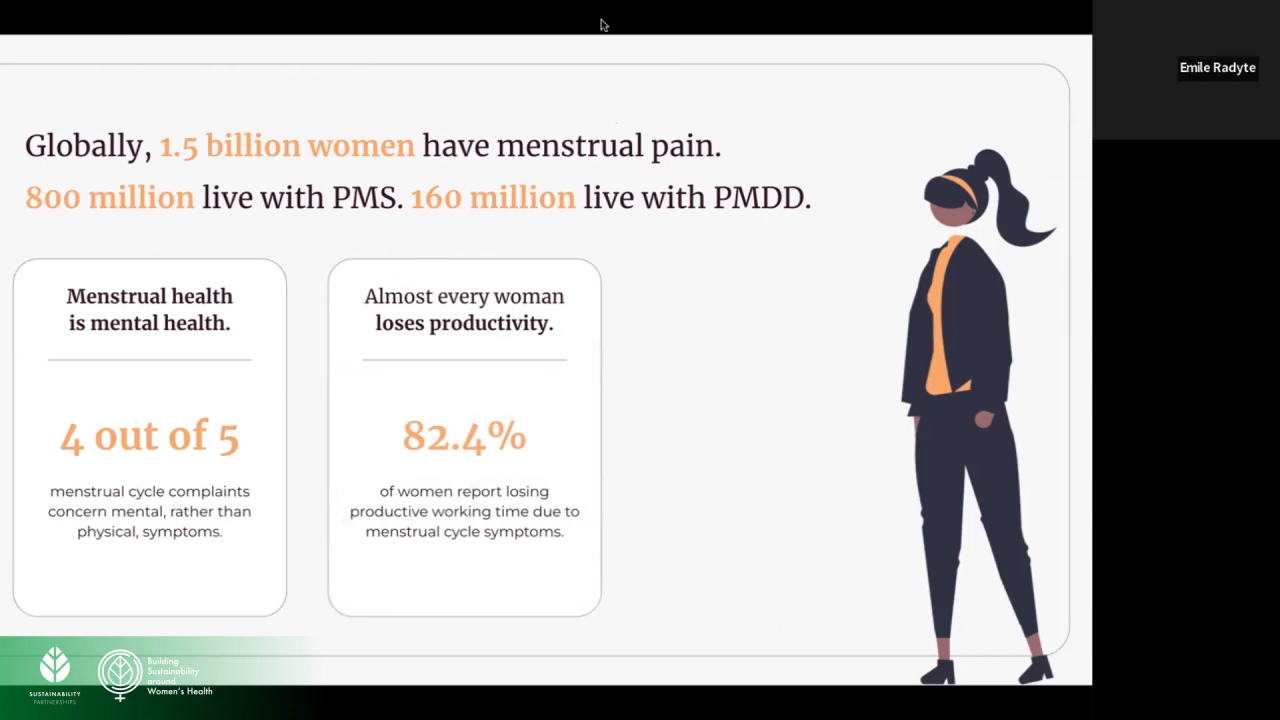 Emile Radyte
Globally, 1.5 billion women have menstrual pain.
800 million live with PMS. 160 million live with PMDD.
Menstrual health
is mental health.
4 out of 5
menstrual cycle complaints
concern mental, rather than
physical, symptoms.
Almost every woman
loses productivity.
82.4%
of women report losing
productive working time due to
menstrual cycle symptoms.
SUSTAINABILITY
PARTNERSHIPS
Building
Sustainability
around
Women's Health